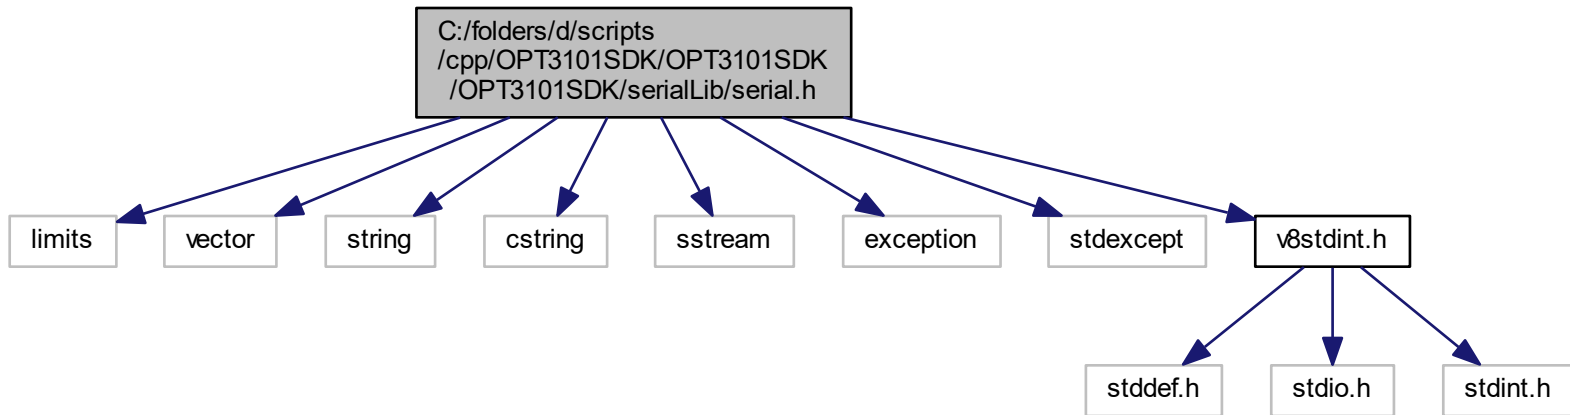 C:/folders/d/scripts
/cpp/OPT3101SDK/OPT3101SDK
/OPT3101SDK/serialLib/serial.h
limits
vector
string
cstring
sstream
exception
stdexcept
v8stdint.h
stddef.h
stdio.h
stdint.h